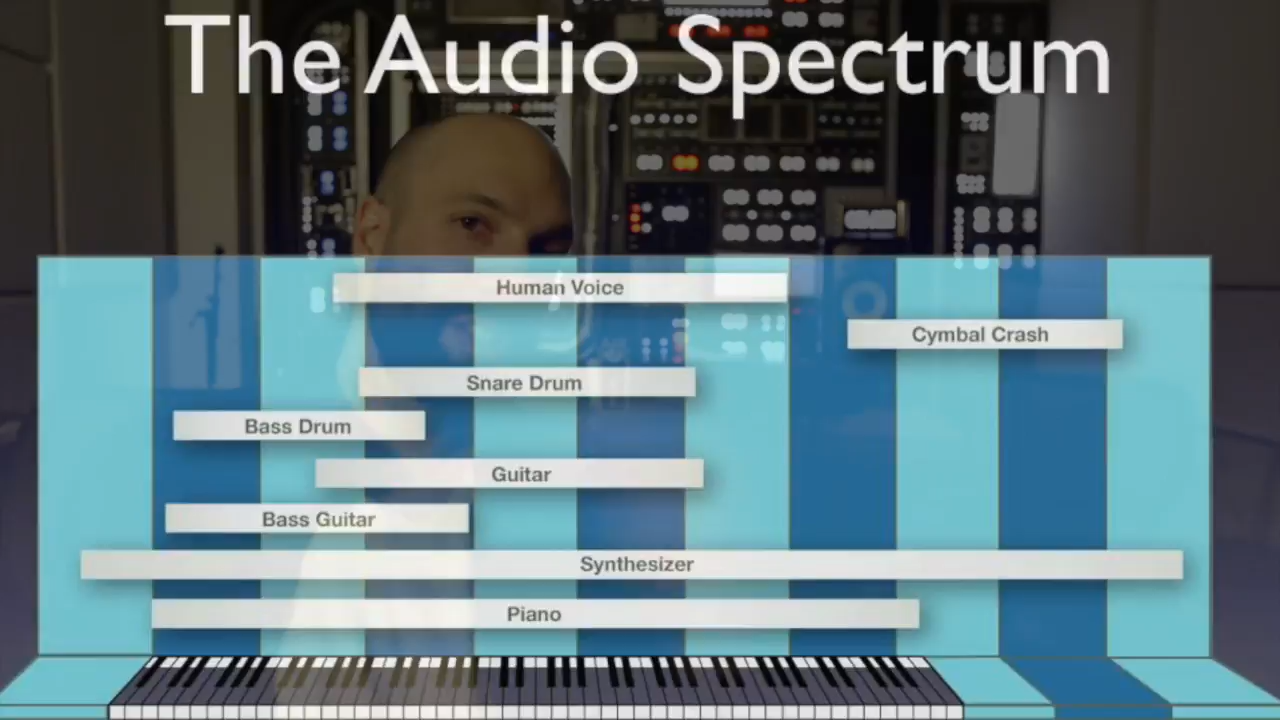 The Audio Spectrum
Human Voice
Cymbal Crash
Snare Drum
Bass Drum
Guitar
Bass Guitar
Synthesizer
Piano